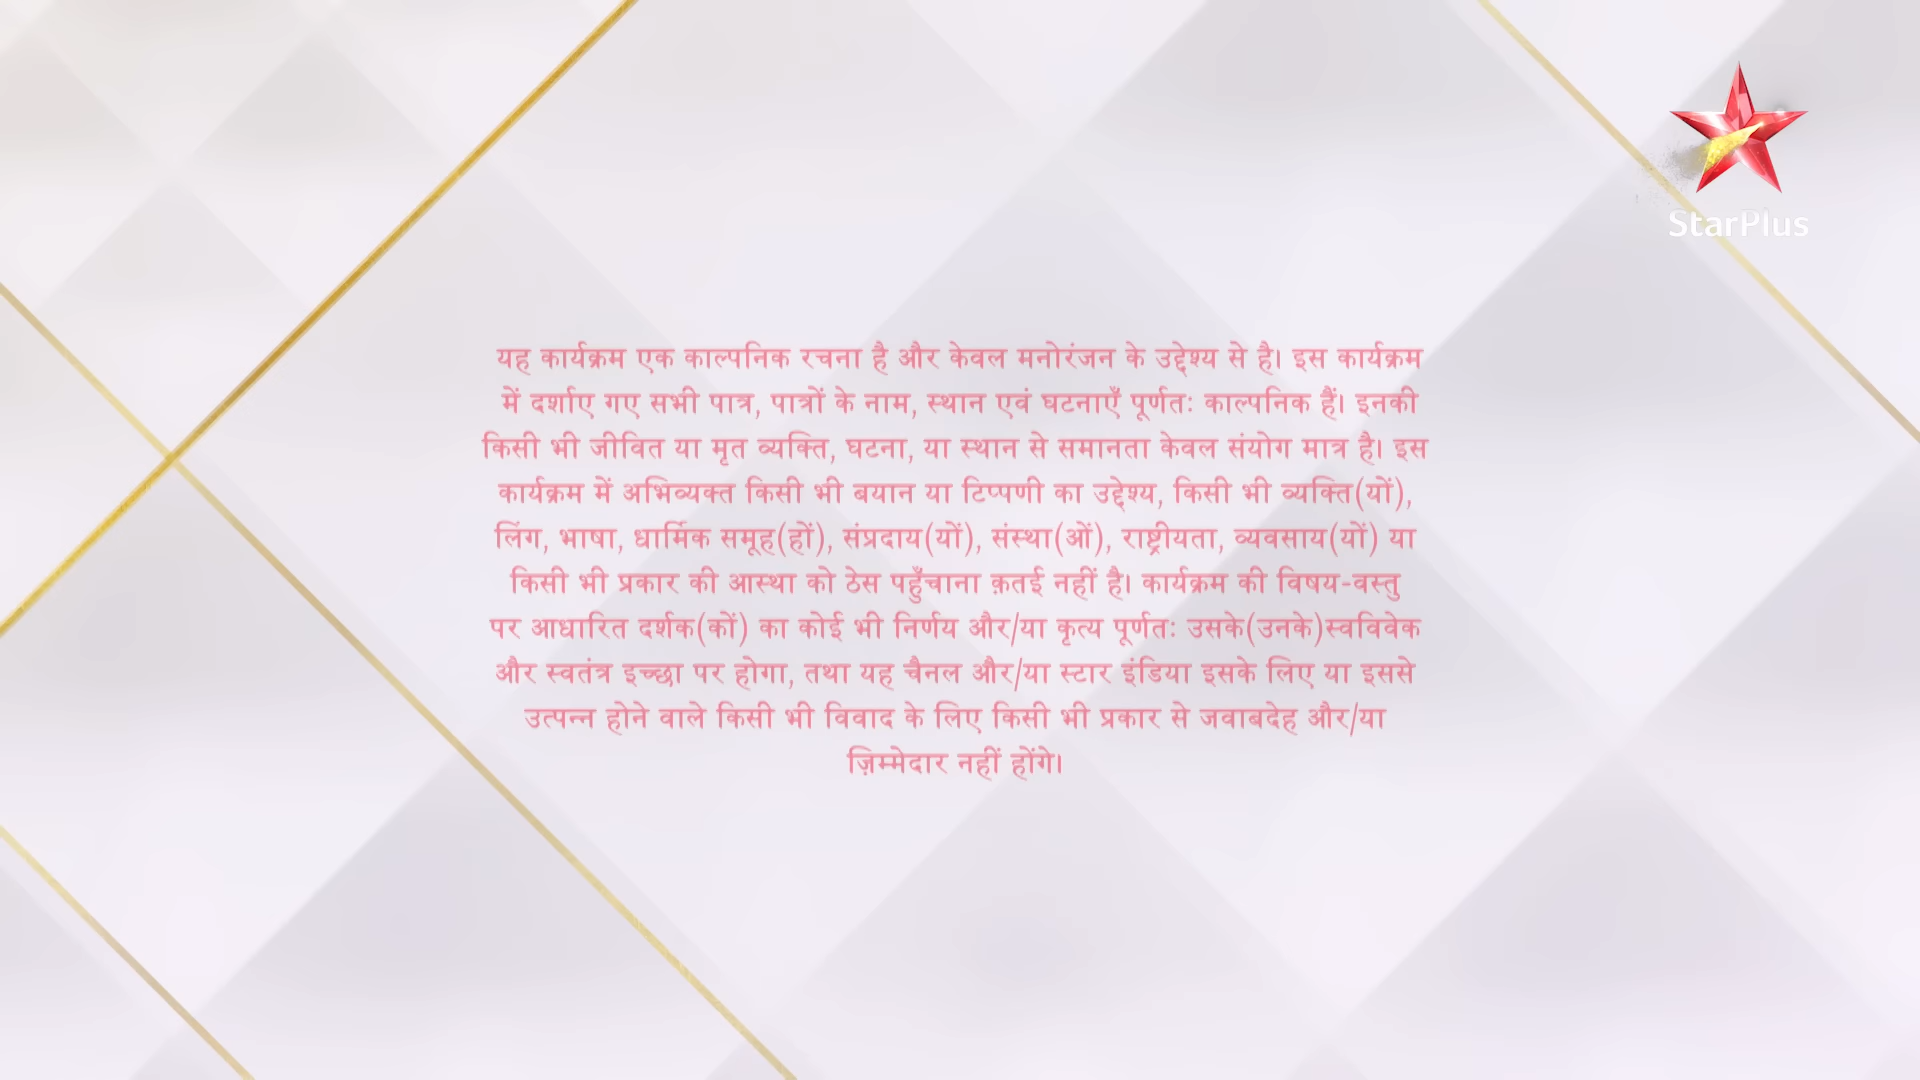 StarPlus
यह कार्यक्रम एक काल्पनिक रचना है और केवल मनोरंजन के उद्देश्य से है। इस कार्यक्रम
में दर्शाए गए सभी पात्र, पात्रों के नाम, स्थान एवं घटनाएँ पूर्णतः काल्पनिक हैं। इनकी
किसी भी जीवित या मृत व्यक्ति, घटना, या स्थान से समानता केवल संयोग मात्र है। इस
कार्यक्रम में अभिव्यक्त किसी भी बयान या टिप्पणी का उद्देश्य, किसी भी व्यक्ति(यों),
लिंग, भाषा, धार्मिक समूह(हों), संप्रदाय(यों), संस्था(ओं), राष्ट्रीयता, व्यवसाय(यों) या
किसी भी प्रकार की आस्था को ठेस पहुँचाना क़तई नहीं है। कार्यक्रम की विषय-वस्तु
पर आधारित दर्शक(कों) का कोई भी निर्णय और/या कृत्य पूर्णतः उसके(उनके)स्वविवेक
और स्वतंत्र इच्छा पर होगा, तथा यह चैनल और/या स्टार इंडिया इसके लिए या इससे
उत्पन्न होने वाले किसी भी विवाद के लिए किसी भी प्रकार से जवाबदेह और/या
ज़िम्मेदार नहीं होंगे।